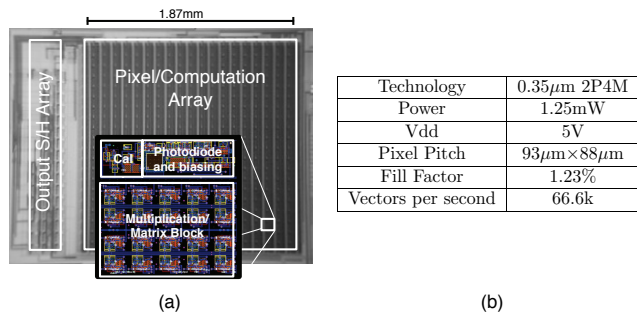 1.87mm
Output S/H Array
Pixel/Computation
Array
Cal
Photodiode
and biasing
Multiplication/
Matrix Block
(a)
Technology 0.35μm 2P4M
Power 1.25mW
Vdd 5V
Pixel Pitch 93μm×88μm
Fill Factor 1.23%
Vectors per second 66.6k
(b)